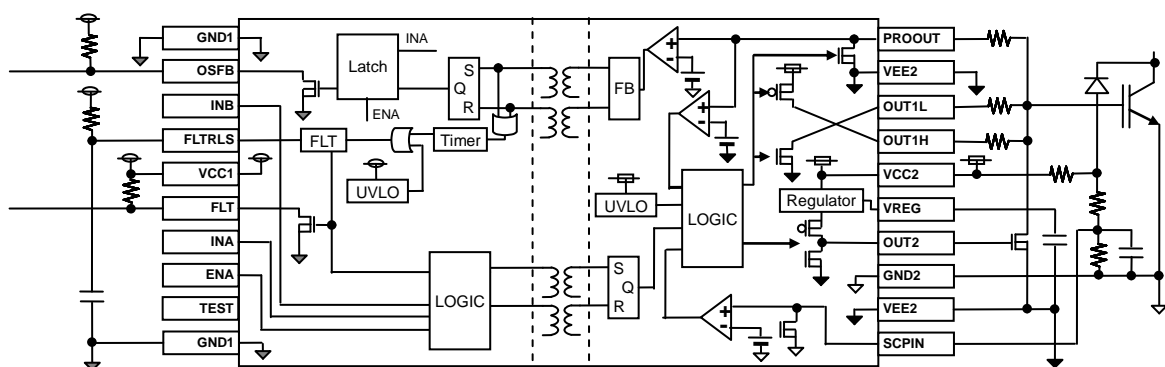 GND1
OSFB
INB
FLTRLS
VCC1
FLT
INA
ENA
TEST
GND1
Latch
INA
ENA
S
Q
R
FLT
Timer
UVLO
LOGIC
FB
+
-
+
-
UVLO
LOGIC
S
Q
R
+
-
Regulator
PROOUT
VEE2
OUT1L
OUT1H
VCC2
VREG
OUT2
GND2
VEE2
SCPIN